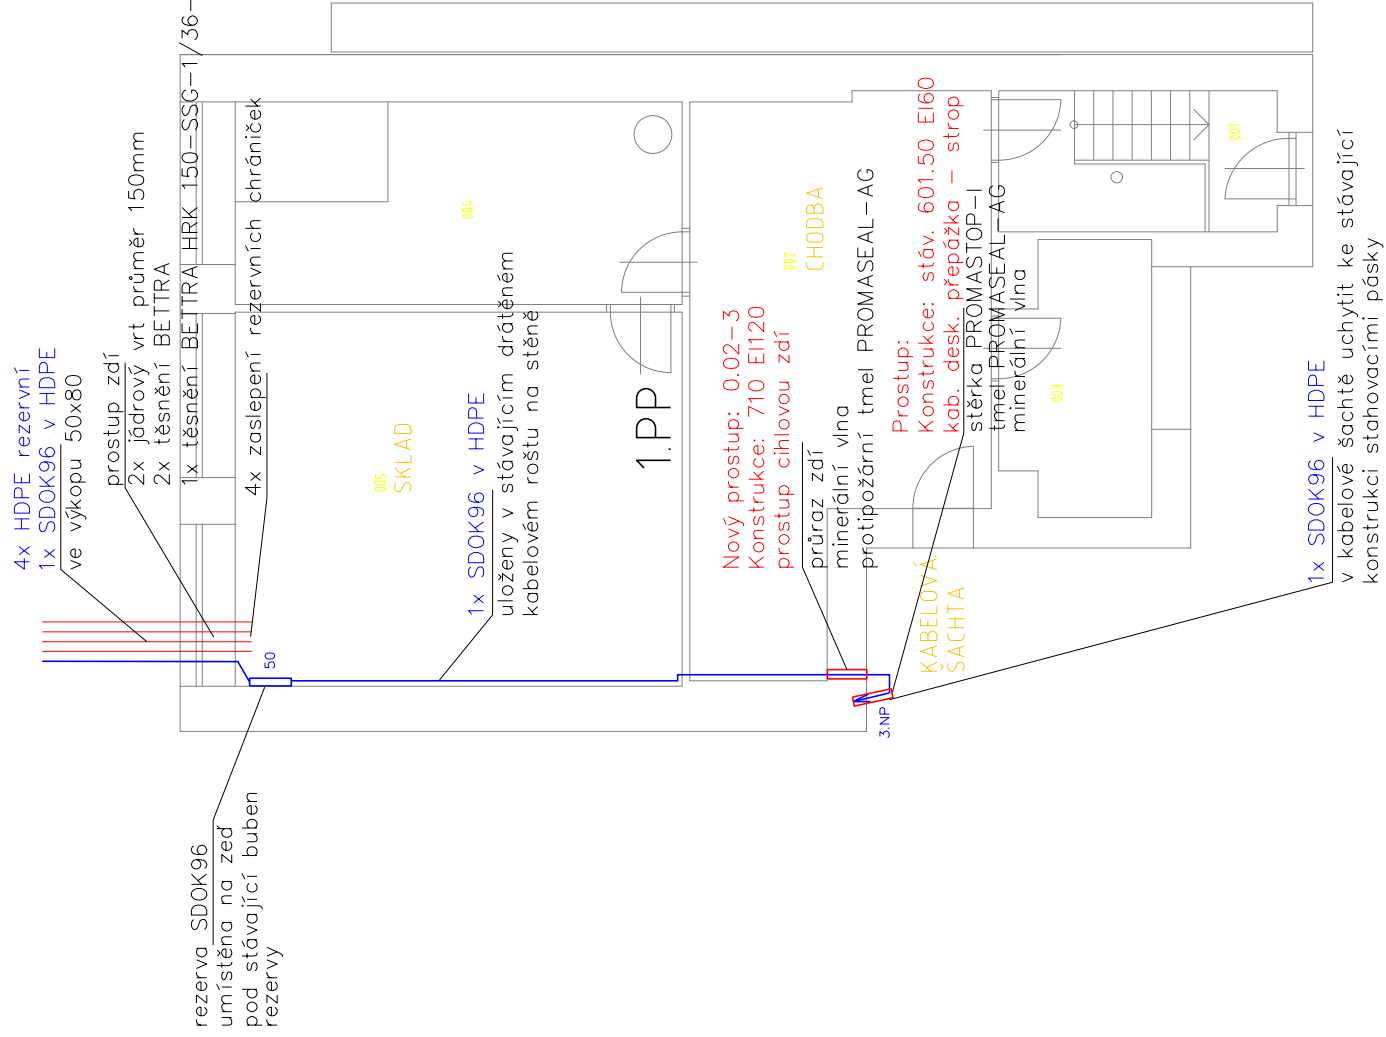 4x HDPE rezervní
1x SDOK96 v HDPE
ve výkopu 50x80
prostup zdí
2x jádrový vrt průměr 150mm
2x těsnění BETTRA
1x těsnění BETTRA HRK 150-SSG-1/36-
4x zaslepení rezervních chrániček
rezerva SDOK96
umístěna na zeď
pod stávající buben
rezervy
50
005
SKLAD
004
1x SDOK96 v HDPE
uloženy v stávajícím drátěném
kabelovém roštu na stěně
1.PP
Nový prostup: 0.02-3
Konstrukce: 710 EI120
prostup cihlovou zdí
průraz zdí
minerální vlna
protipožární tmel PROMASEAL-AG
002
CHODBA
Prostup:
Konstrukce: stáv. 601.50 EI60
kab. desk. přepážka - strop
stěrka PROMASTOP-I
tmel PROMASEAL-AG
minerální vlna
KABELOVÁ
ŠACHTA
3.NP
003
001
1x SDOK96 v HDPE
v kabelové šachtě uchytit ke stávající
konstrukci stahovacími pásky